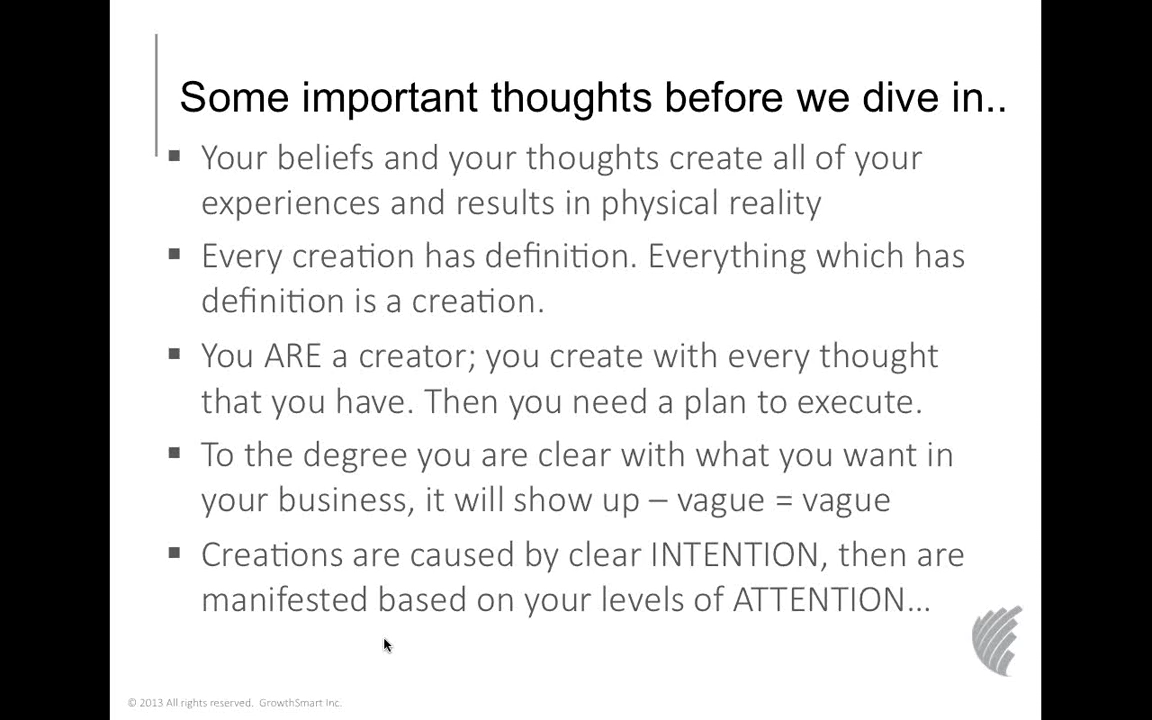 Some important thoughts before we dive in..
▪ Your beliefs and your thoughts create all of your
experiences and results in physical reality
▪ Every creation has definition. Everything which has
definition is a creation.
▪ You ARE a creator; you create with every thought
that you have. Then you need a plan to execute.
▪ To the degree you are clear with what you want in
your business, it will show up – vague = vague
▪ Creations are caused by clear INTENTION, then are
manifested based on your levels of ATTENTION...
© 2013 All rights reserved. GrowthSmart Inc.